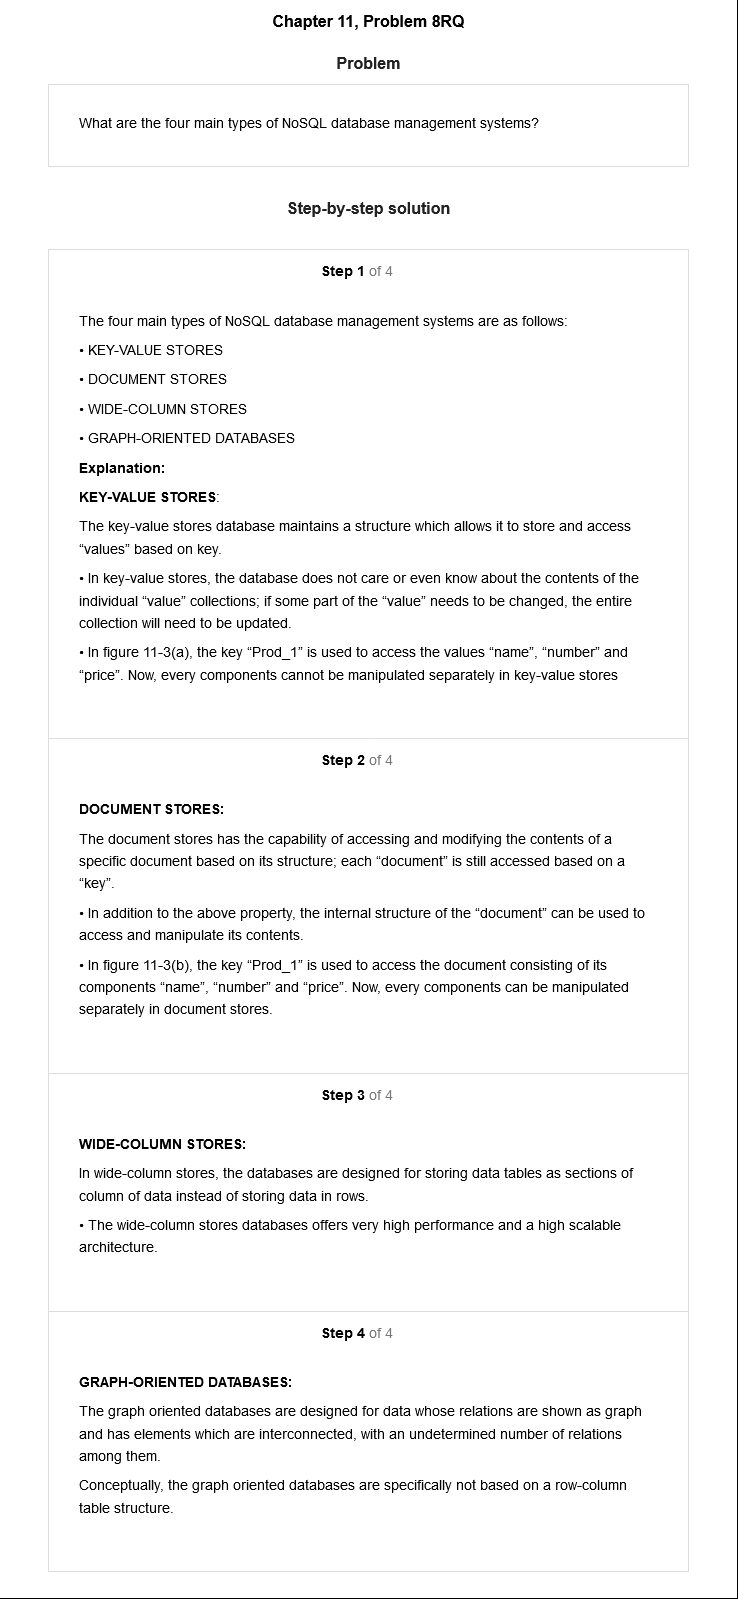 Chapter 11, Problem 8RQ
Problem
What are the four main types of NoSQL database management systems?
Step-by-step solution
Step 1 of 4
The four main types of NoSQL database management systems are as follows:
• KEY-VALUE STORES
• DOCUMENT STORES
• WIDE-COLUMN STORES
• GRAPH-ORIENTED DATABASES
Explanation:
KEY-VALUE STORES:
The key-value stores database maintains a structure which allows it to store and access
“values” based on key.
• In key-value stores, the database does not care or even know about the contents of the
individual “value” collections; if some part of the “value” needs to be changed, the entire
collection will need to be updated.
• In figure 11-3(a), the key “Prod_1” is used to access the values “name”, “number” and
“price”. Now, every components cannot be manipulated separately in key-value stores
Step 2 of 4
DOCUMENT STORES:
The document stores has the capability of accessing and modifying the contents of a
specific document based on its structure; each “document” is still accessed based on a
“key”.
• In addition to the above property, the internal structure of the “document” can be used to
access and manipulate its contents.
• In figure 11-3(b), the key “Prod_1” is used to access the document consisting of its
components “name”, “number” and “price”. Now, every components can be manipulated
separately in document stores.
Step 3 of 4
WIDE-COLUMN STORES:
In wide-column stores, the databases are designed for storing data tables as sections of
column of data instead of storing data in rows.
• The wide-column stores databases offers very high performance and a high scalable
architecture.
Step 4 of 4
GRAPH-ORIENTED DATABASES:
The graph oriented databases are designed for data whose relations are shown as graph
and has elements which are interconnected, with an undetermined number of relations
among them.
Conceptually, the graph oriented databases are specifically not based on a row-column
table structure.